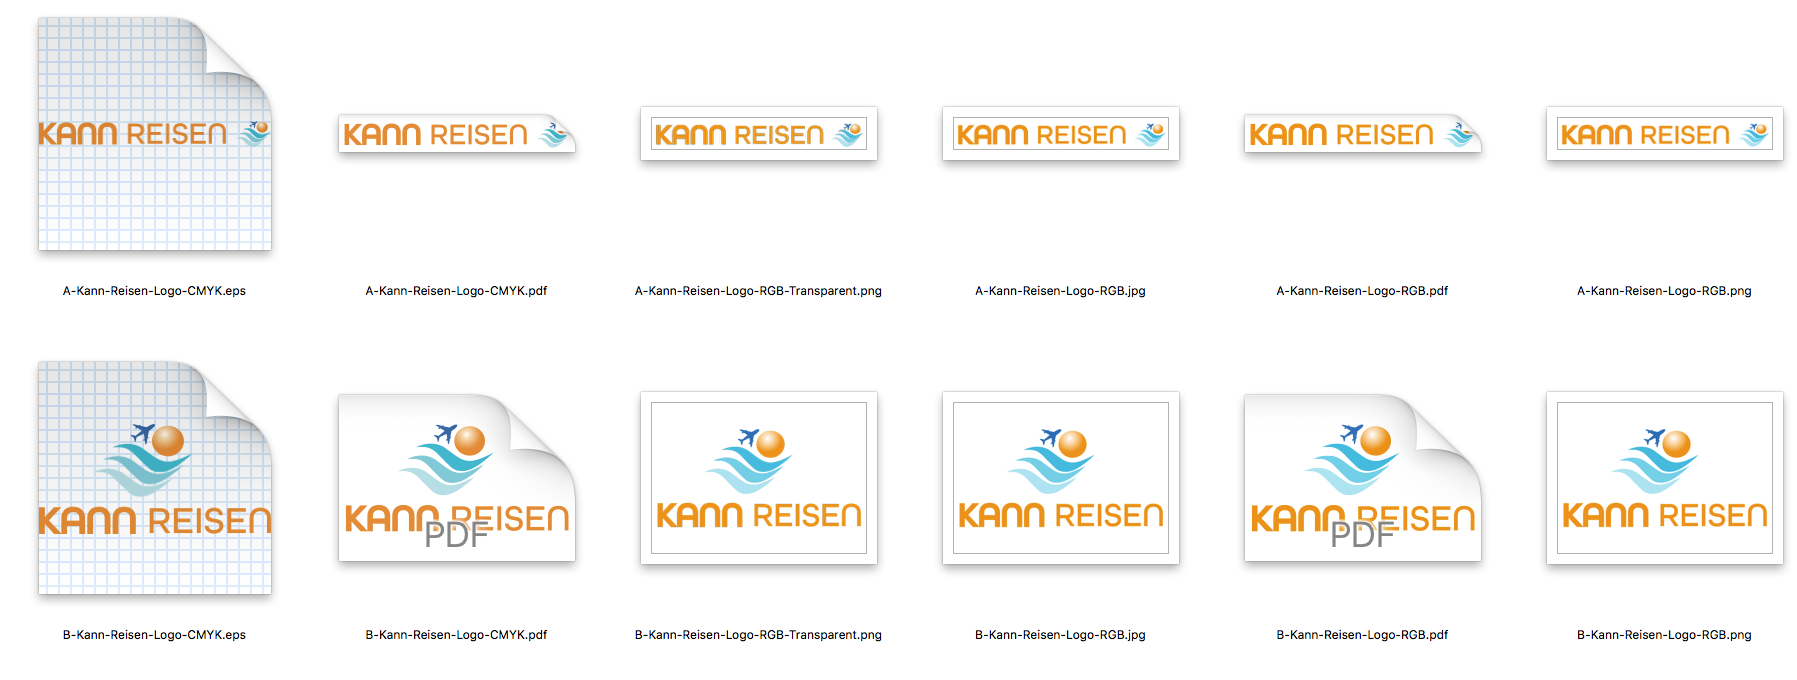 KANN REISEN
KANN REISEN
KANN REISEN
KANN REISEN
KANN REISEN
KANN REISEN
A-Kann-Reisen-Logo-CMYK.eps
A-Kann-Reisen-Logo-CMYK.pdf
A-Kann-Reisen-Logo-RGB-Transparent.png
A-Kann-Reisen-Logo-RGB.jpg
A-Kann-Reisen-Logo-RGB.pdf
A-Kann-Reisen-Logo-RGB.png
KANN REISEN
KANN REISEN
PDF
KANN REISEN
KANN REISEN
KANN REISEN
PDF
KANN REISEN
B-Kann-Reisen-Logo-CMYK.eps
B-Kann-Reisen-Logo-CMYK.pdf
B-Kann-Reisen-Logo-RGB-Transparent.png
B-Kann-Reisen-Logo-RGB.jpg
B-Kann-Reisen-Logo-RGB.pdf
B-Kann-Reisen-Logo-RGB.png